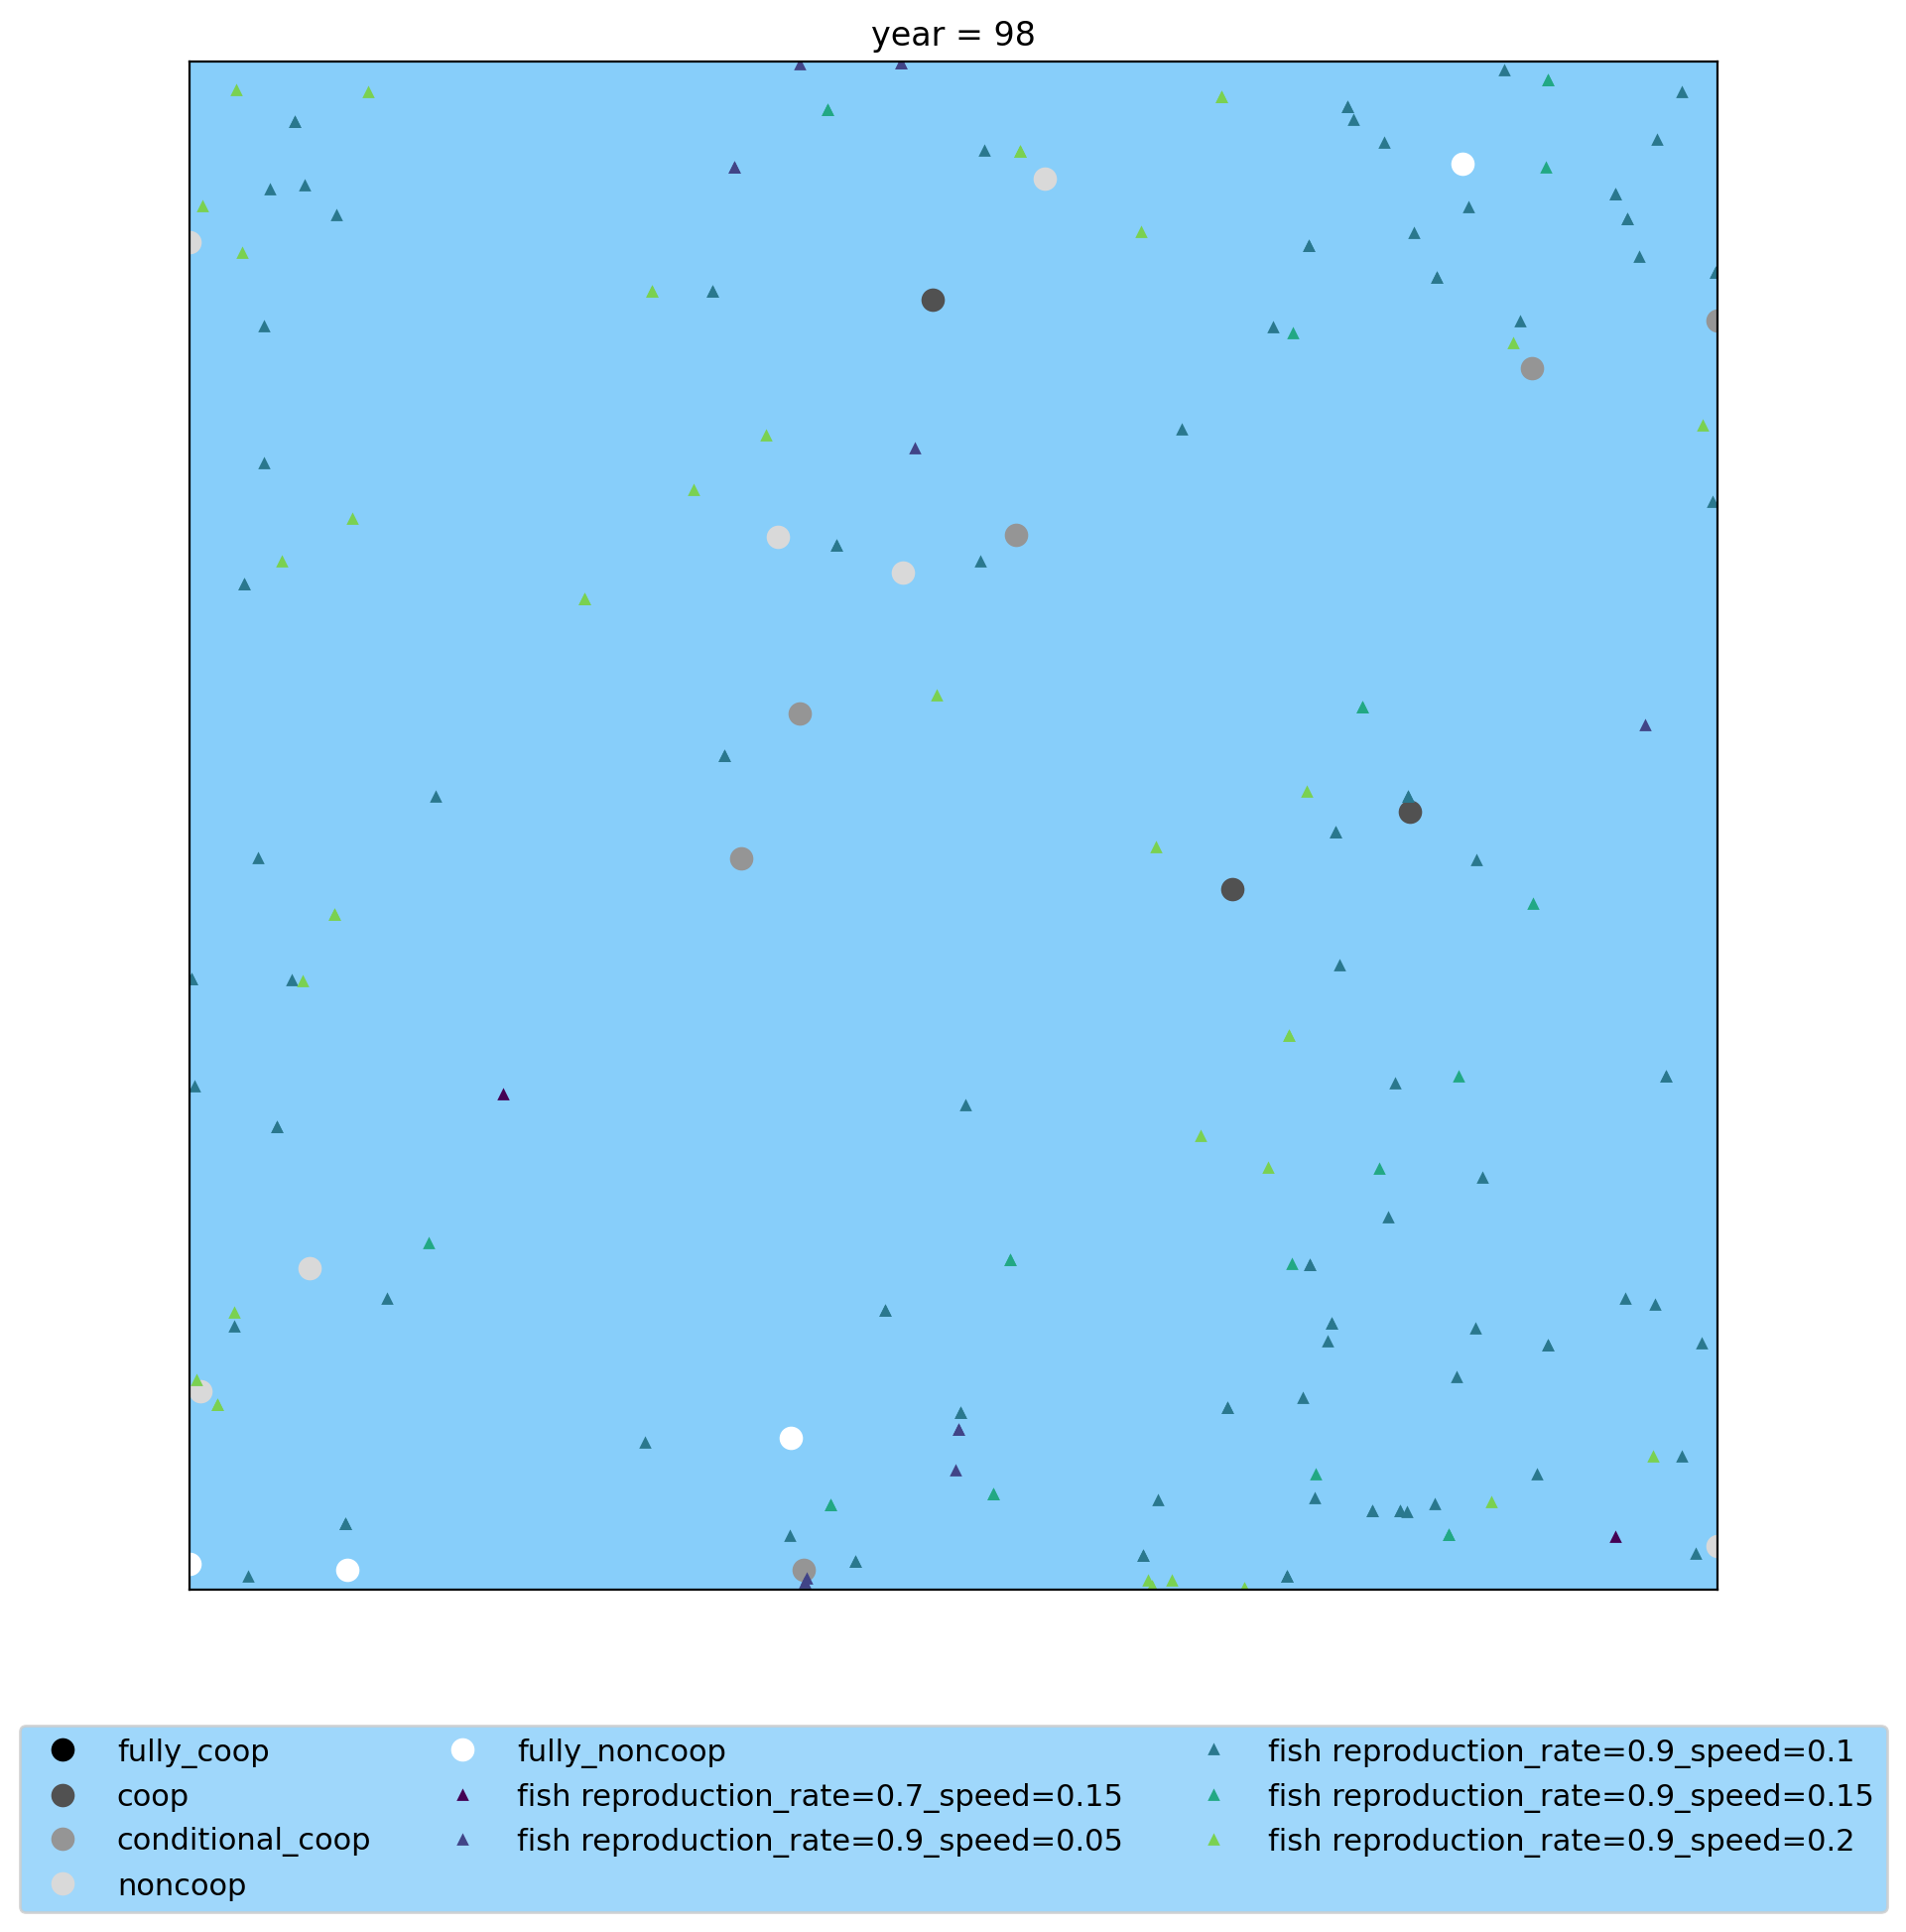 year = 98
fully_coop
coop
conditional_coop
noncoop
fully_noncoop
fish reproduction_rate=0.7_speed=0.15
fish reproduction_rate=0.9_speed=0.05
fish reproduction_rate=0.9_speed=0.1
fish reproduction_rate=0.9_speed=0.15
fish reproduction_rate=0.9_speed=0.2